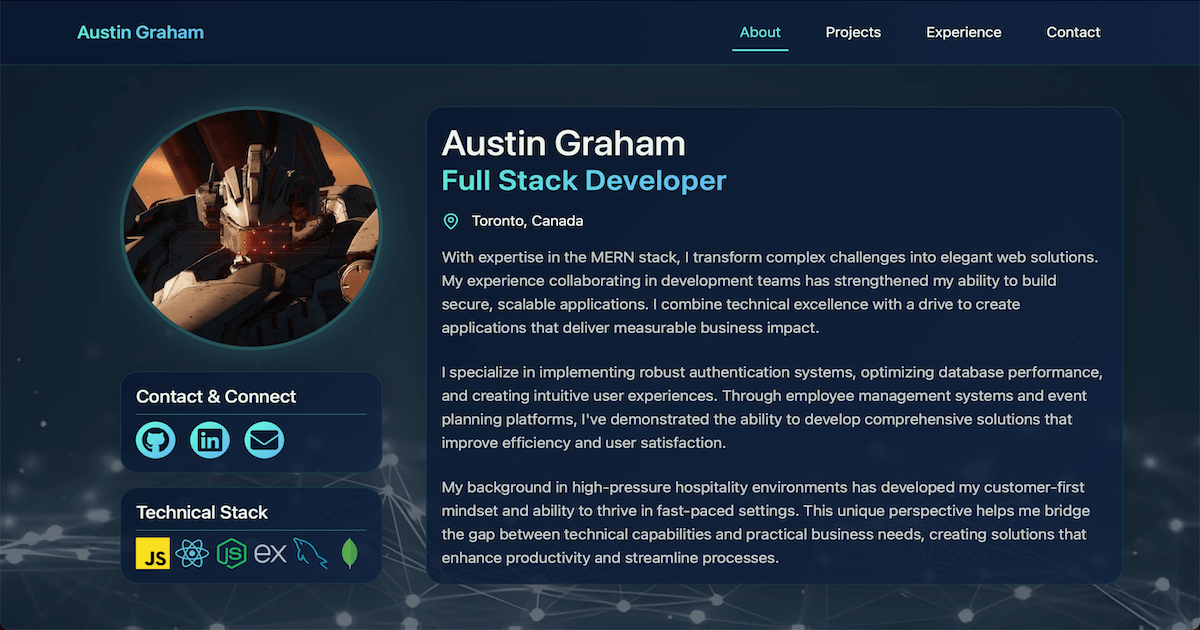 Austin Graham
About
Projects
Experience
Contact
Austin Graham
Full Stack Developer
Toronto, Canada
With expertise in the MERN stack, I transform complex challenges into elegant web solutions.
My experience collaborating in development teams has strengthened my ability to build
secure, scalable applications. I combine technical excellence with a drive to create
applications that deliver measurable business impact.
I specialize in implementing robust authentication systems, optimizing database performance,
and creating intuitive user experiences. Through employee management systems and event
planning platforms, I've demonstrated the ability to develop comprehensive solutions that
improve efficiency and user satisfaction.
My background in high-pressure hospitality environments has developed my customer-first
mindset and ability to thrive in fast-paced settings. This unique perspective helps me bridge
the gap between technical capabilities and practical business needs, creating solutions that
enhance productivity and streamline processes.
Contact & Connect
in
Technical Stack
JS
JS
ex